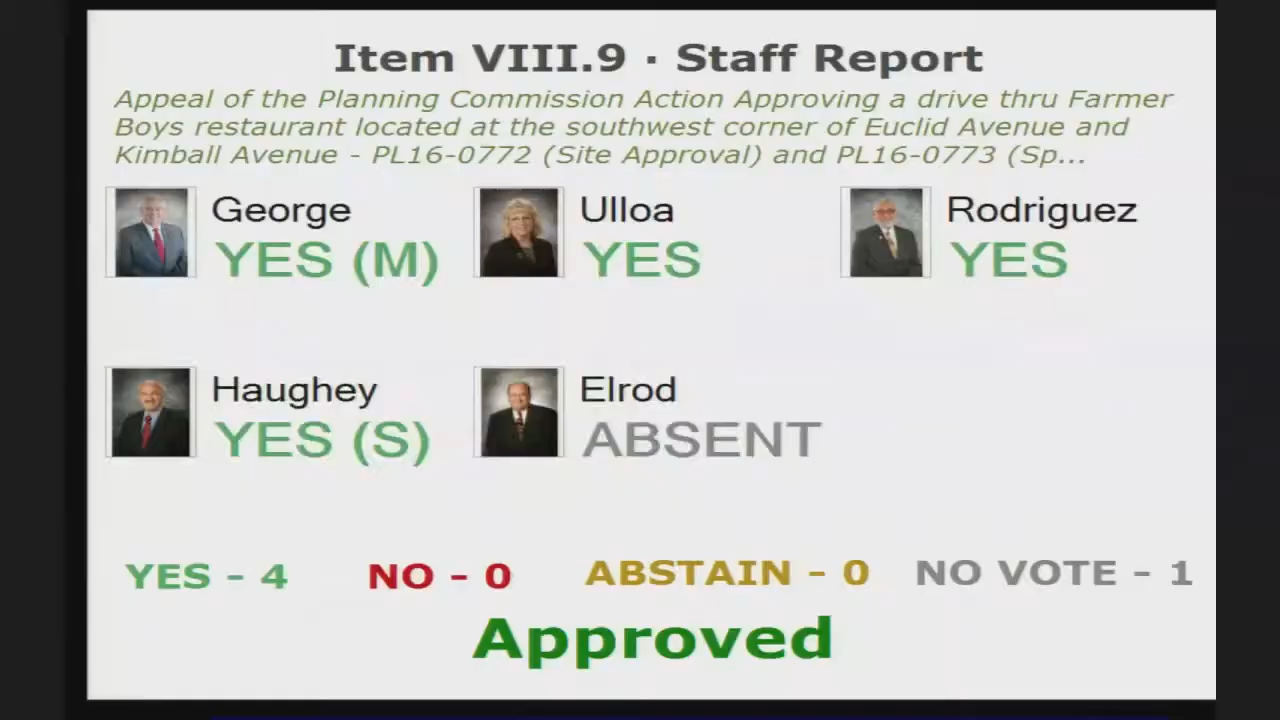 Item VIII.9 · Staff Report
Appeal of the Planning Commission Action Approving a drive thru Farmer
Boys restaurant located at the southwest corner of Euclid Avenue and
Kimball Avenue - PL16-0772 (Site Approval) and PL16-0773 (Sp...
George
YES (M)
Ulloa
YES
Rodriguez
YES
Haughey
YES (S)
Elrod
ABSENT
YES - 4 NO - 0 ABSTAIN - 0 NO VOTE - 1
Approved